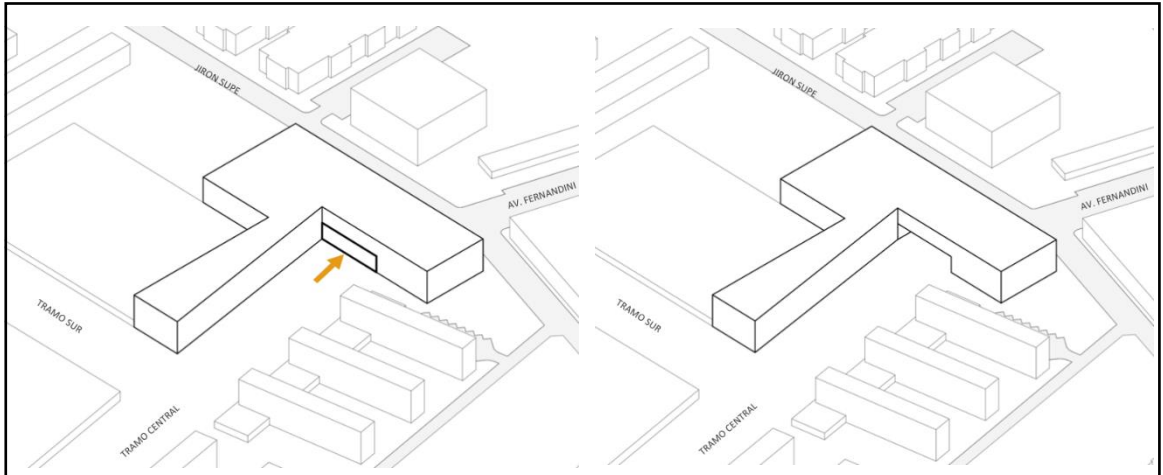 JIRON SUPE
AV. FERNANDINI
TRAMO SUR
TRAMO CENTRAL
JIRON SUPE
AV. FERNANDINI
TRAMO SUR
TRAMO CENTRAL